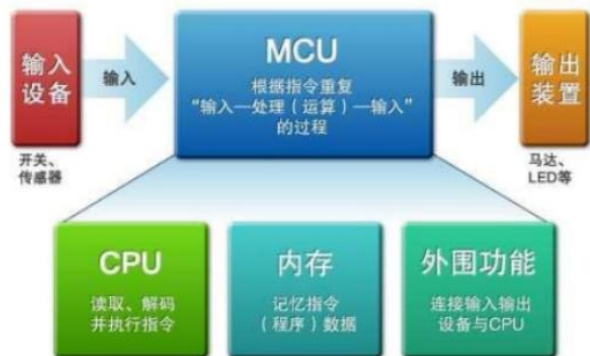 输入
设备
输入
MCU
根据指令重复
“输入—处理（运算）—输入”
的过程
输出
输出
装置
开关、
传感器
马达、
LED等
CPU
读取、解码
并执行指令
内存
记忆指令
（程序）数据
外围功能
连接输入输出
设备与CPU